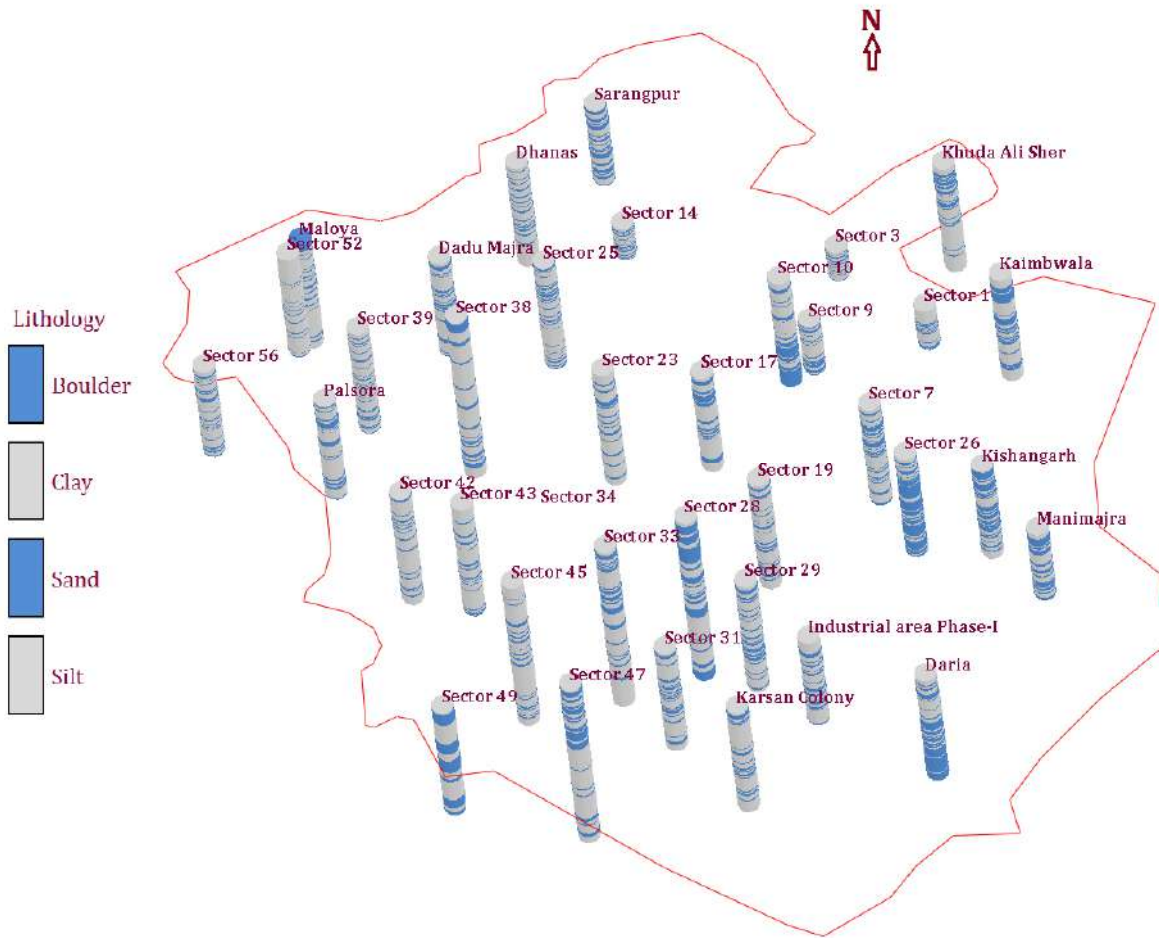 N
Sarangpur
Dhanas
Khuda Ali Sher
Sector 14
Maloya
Sector 52
Sector 3
Dadu Majra
Sector 25
Sector 10
Kaimbwala
Sector 1
Lithology
Boulder
Clay
Sand
Silt
Sector 39
Sector 38
Sector 9
Sector 56
Sector 23
Sector 17
Palsora
Sector 7
Sector 26
Kishangarh
Sector 42
Sector 43
Sector 34
Sector 19
Sector 28
Manimajra
Sector 33
Sector 45
Sector 29
Industrial area Phase-I
Sector 31
Daria
Sector 47
Sector 49
Karsan Colony